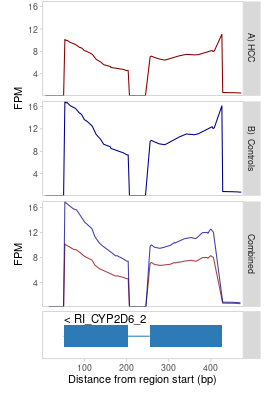 16
12
8
4
A) HCC
FPM
16
12
8
4
B) Controls
16
12
8
4
FPM
Combined
< RI_CYP2D6_2
100 200 300 400
Distance from region start (bp)